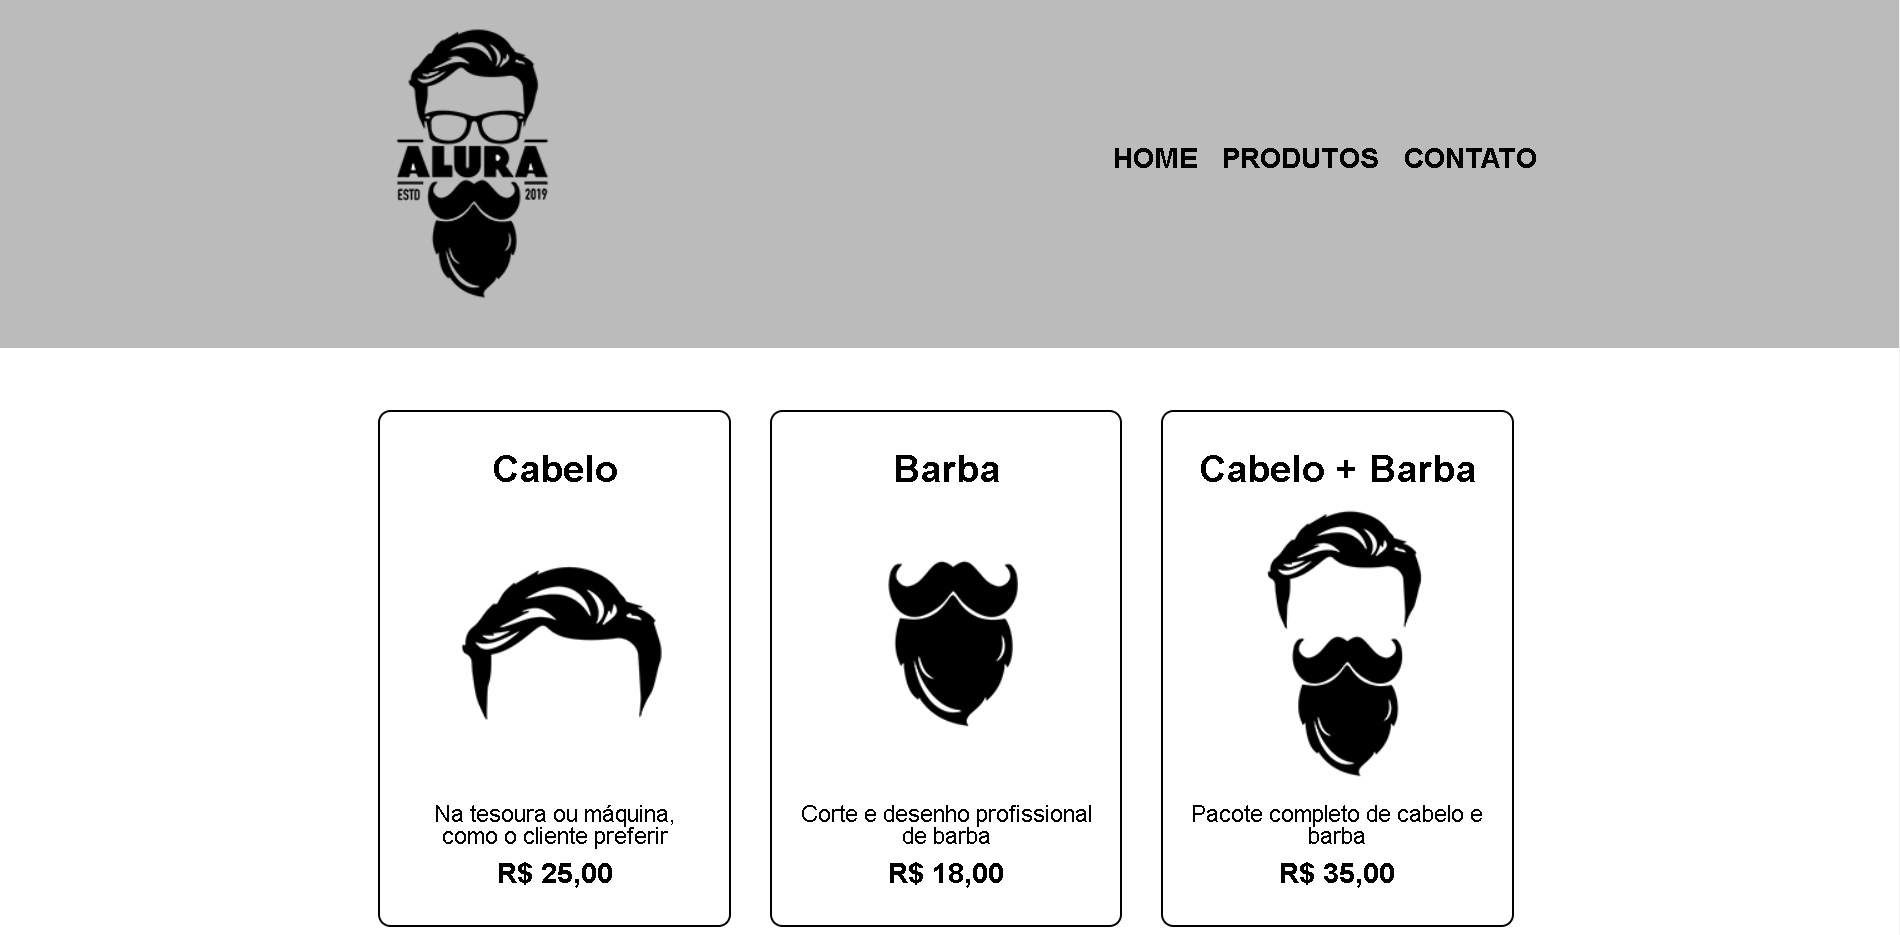 ALURA
ESTD 2019
HOME PRODUTOS CONTATO
Cabelo
Na tesoura ou máquina,
como o cliente preferir
R$ 25,00
Barba
Corte e desenho profissional
de barba
R$ 18,00
Cabelo + Barba
Pacote completo de cabelo e
barba
R$ 35,00